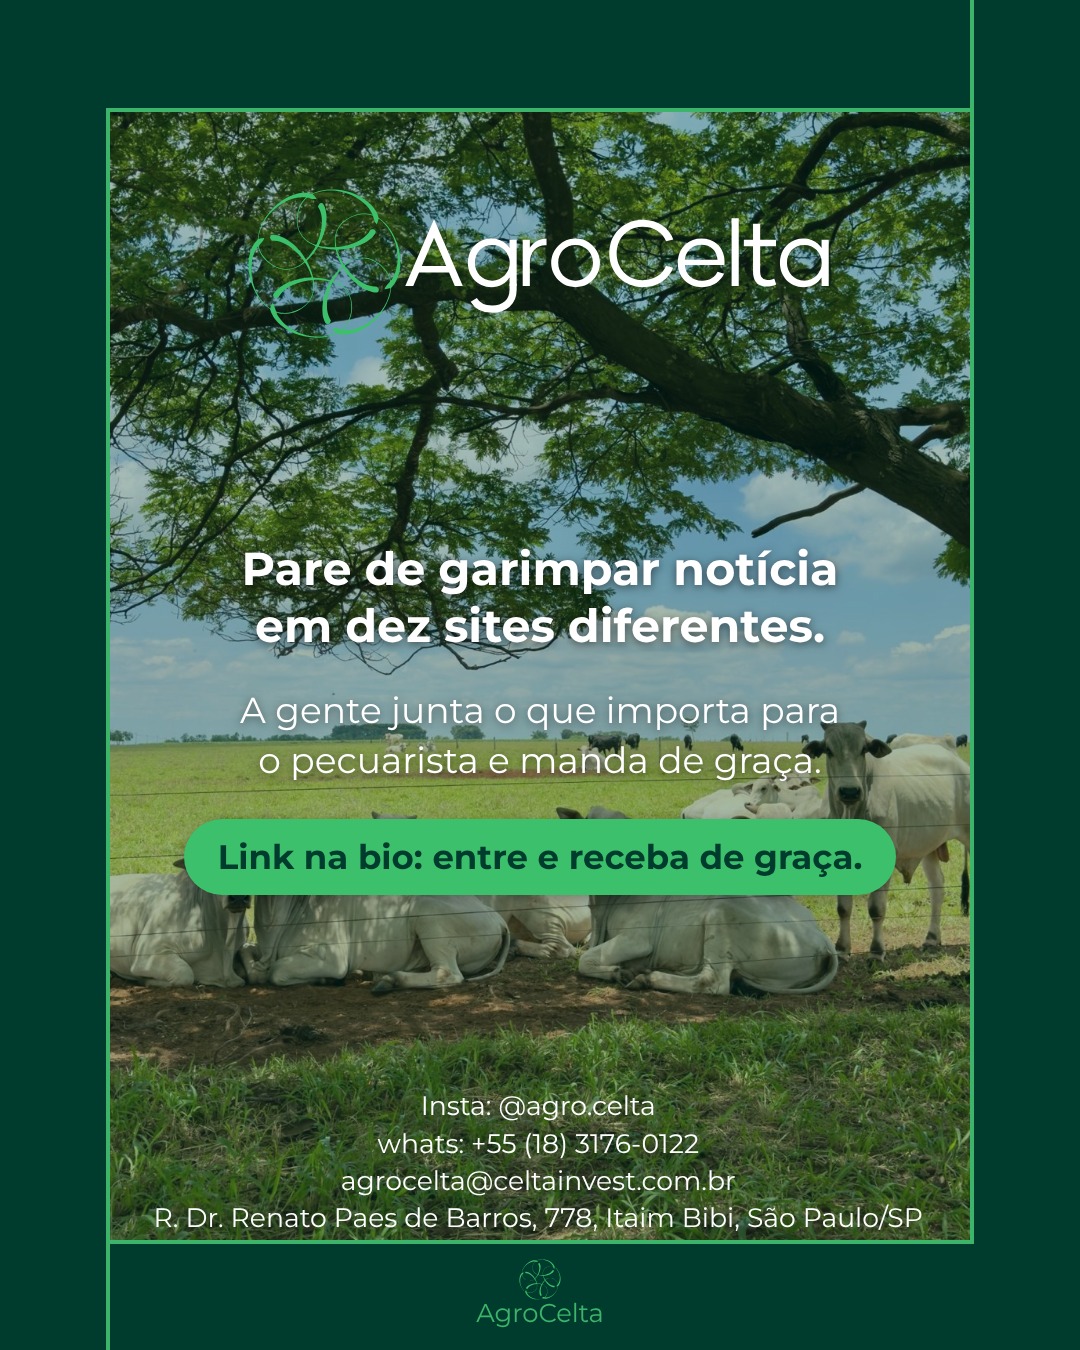 AgroCelta
Pare de garimpar notícia
em dez sites diferentes.
A gente junta o que importa para
o pecuarista e manda de graça.
Link na bio: entre e receba de graça.
Insta: @agro.celta
whats: +55 (18) 3176-0122
agrocelta@celtainvest.com.br
R. Dr. Renato Paes de Barros, 778, Itaim Bibi, São Paulo/SP
AgroCelta